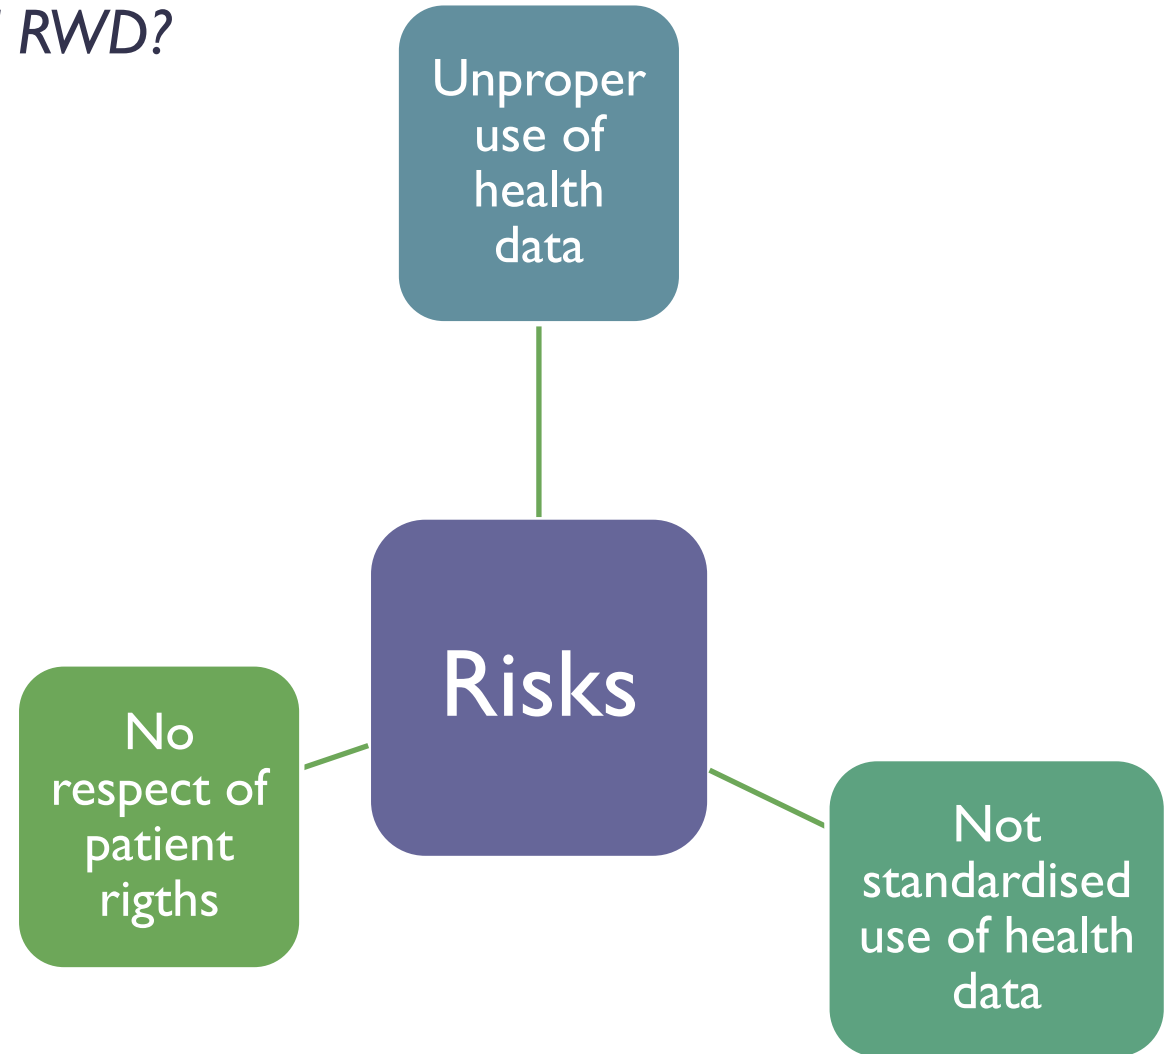 RWD?
Unproper
use of
health
data
Risks
No
respect of
patient
rigths
Not
standardised
use of health
data